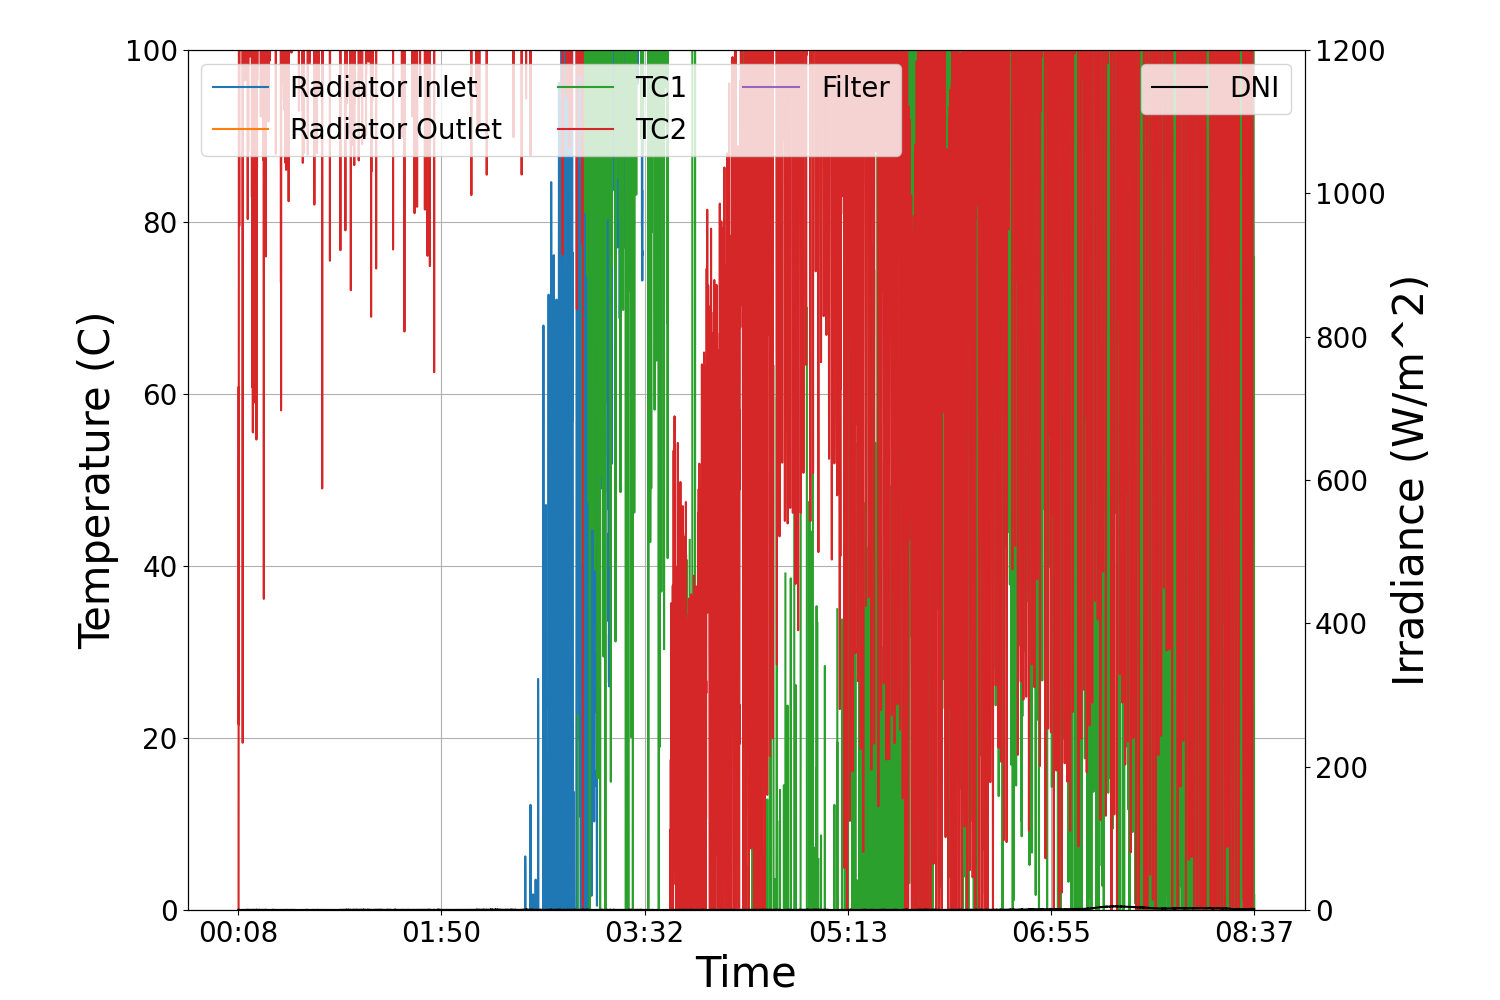 100
80
60
40
20
0
Temperature (C)
Radiator Inlet
Radiator Outlet
TC1
TC2
Filter
DNI
1200
1000
800
600
400
200
0
Irradiance (W/m^2)
00:08
01:50
03:32
05:13
06:55
08:37
Time